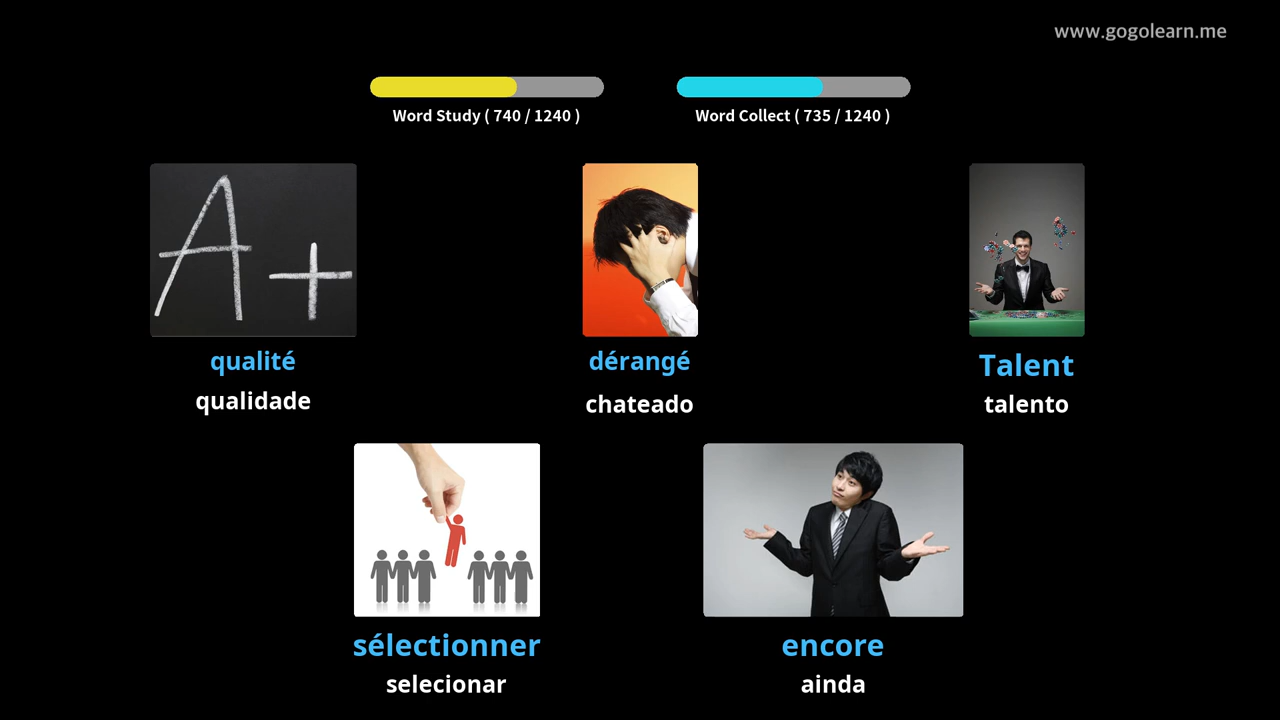 www.gogolearn.me
Word Study ( 740 / 1240 )
Word Collect ( 735 / 1240 )
A+
qualité
qualidade
dérangé
chateado
Talent
talento
sélectionner
selecionar
encore
ainda